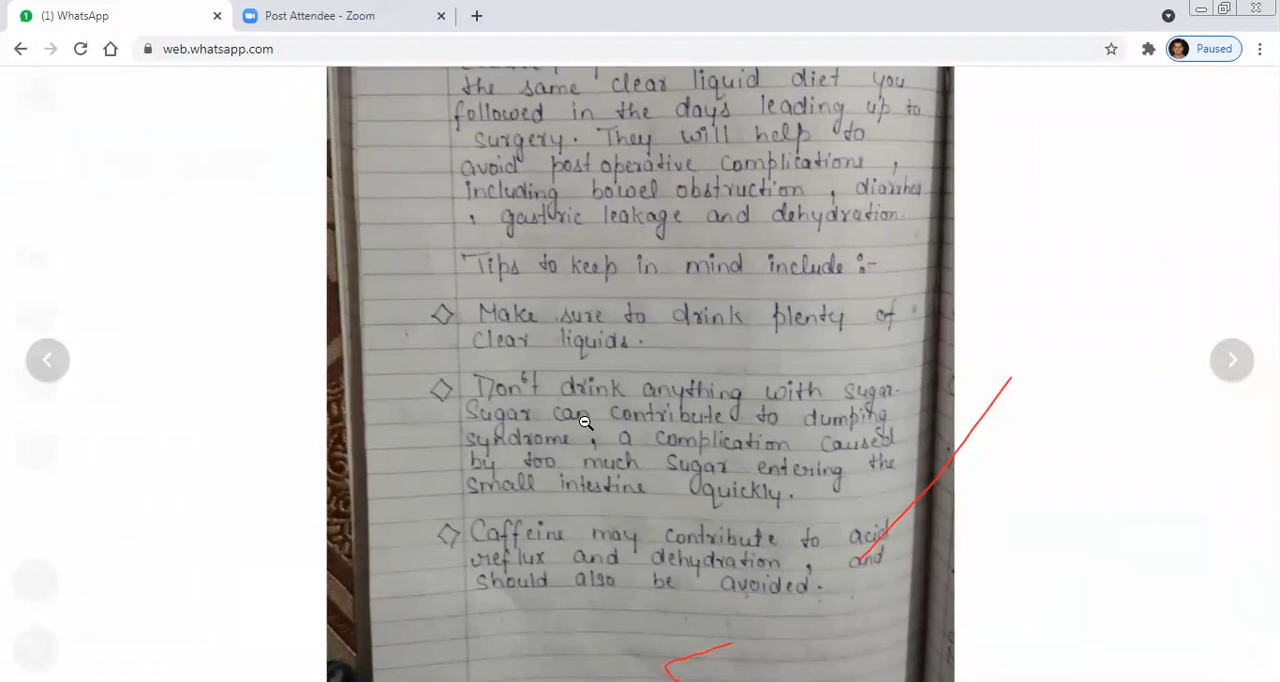 (1) WhatsApp
Post Attendee - Zoom
web.whatsapp.com
Paused
the same clear liquid diet you
followed in the days leading up to
surgery. They will help to
avoid post operative complications,
including bowel obstruction, diarrhea
, gastric leakage and dehydration.
Tips to keep in mind include :-
Make sure to drink plenty of
clear liquids.
Don't drink anything with sugar.
Sugar can contribute to dumping
syndrome, a complication caused
by too much sugar entering the
small intestine quickly.
Caffeine may contribute to acid
reflux and dehydration, and
should also be avoided.